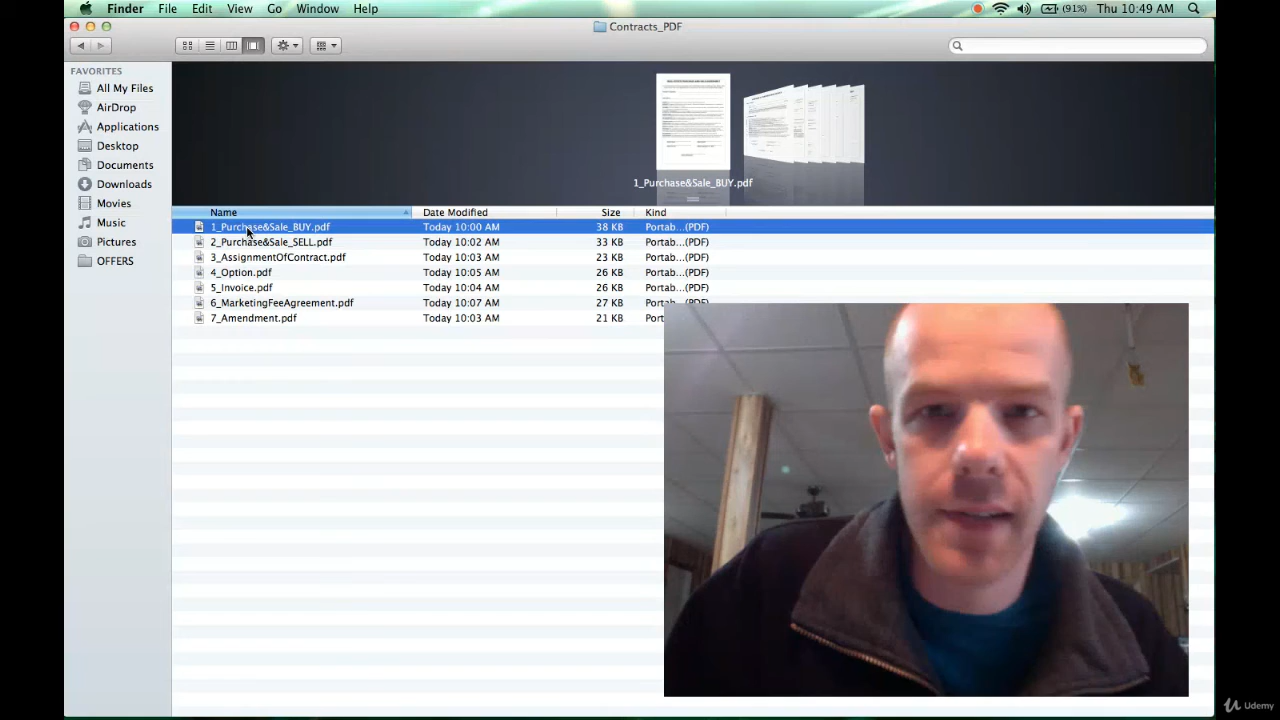 Finder File Edit View Go Window Help (91%) Thu 10:49 AM
Contracts_PDF
FAVORITES
All My Files
AirDrop
Applications
Desktop
Documents
Downloads
Movies
Music
Pictures
OFFERS
1_Purchase&Sale_BUY.pdf
Name Date Modified Size Kind
1_Purchase&Sale_BUY.pdf Today 10:00 AM 38 KB Portab...(PDF)
2_Purchase&Sale_SELL.pdf Today 10:02 AM 33 KB Portab...(PDF)
3_AssignmentOfContract.pdf Today 10:03 AM 23 KB Portab...(PDF)
4_Option.pdf Today 10:05 AM 26 KB Portab...(PDF)
5_Invoice.pdf Today 10:04 AM 26 KB Portab...(PDF)
6_MarketingFeeAgreement.pdf Today 10:07 AM 27 KB Portab...(PDF)
7_Amendment.pdf Today 10:03 AM 21 KB Port
Udemy